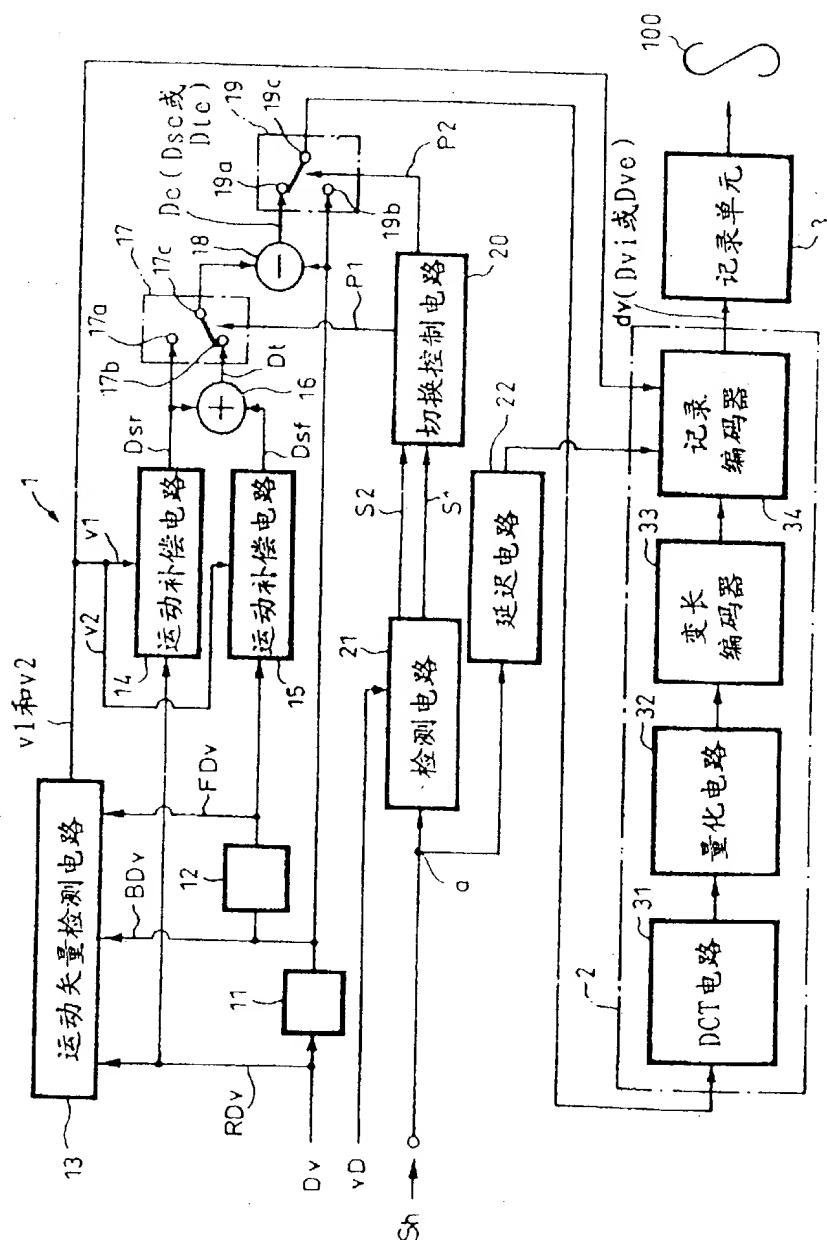 1
v1和v2
运动矢量检测电路
13
RDv
BDv
FDv
11
12
Dv
v2
v1
14
运动补偿电路
15
运动补偿电路
Dsr
Dsf
16
+
Dt
17
17a
17b
17c
18
−
De(Dse或
Dte)
19
19a
19b
19c
P1
P2
切换控制电路
20
S2
S1
vD
21
检测电路
Sh
a
延迟电路
22
2
31
DCT电路
32
量化电路
33
变长
编码器
34
记录
编码器
dv(Dvi或Dve)
记录单元
3
100